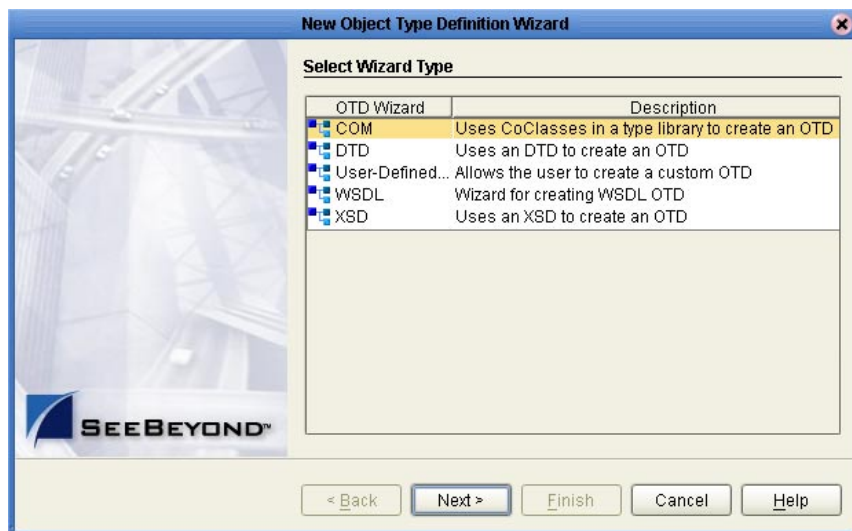 New Object Type Definition Wizard
Select Wizard Type
OTD Wizard Description
COM Uses CoClasses in a type library to create an OTD
DTD Uses an DTD to create an OTD
User-Defined... Allows the user to create a custom OTD
WSDL Wizard for creating WSDL OTD
XSD Uses an XSD to create an OTD
SEEBEYOND™
< Back Next > Finish Cancel Help